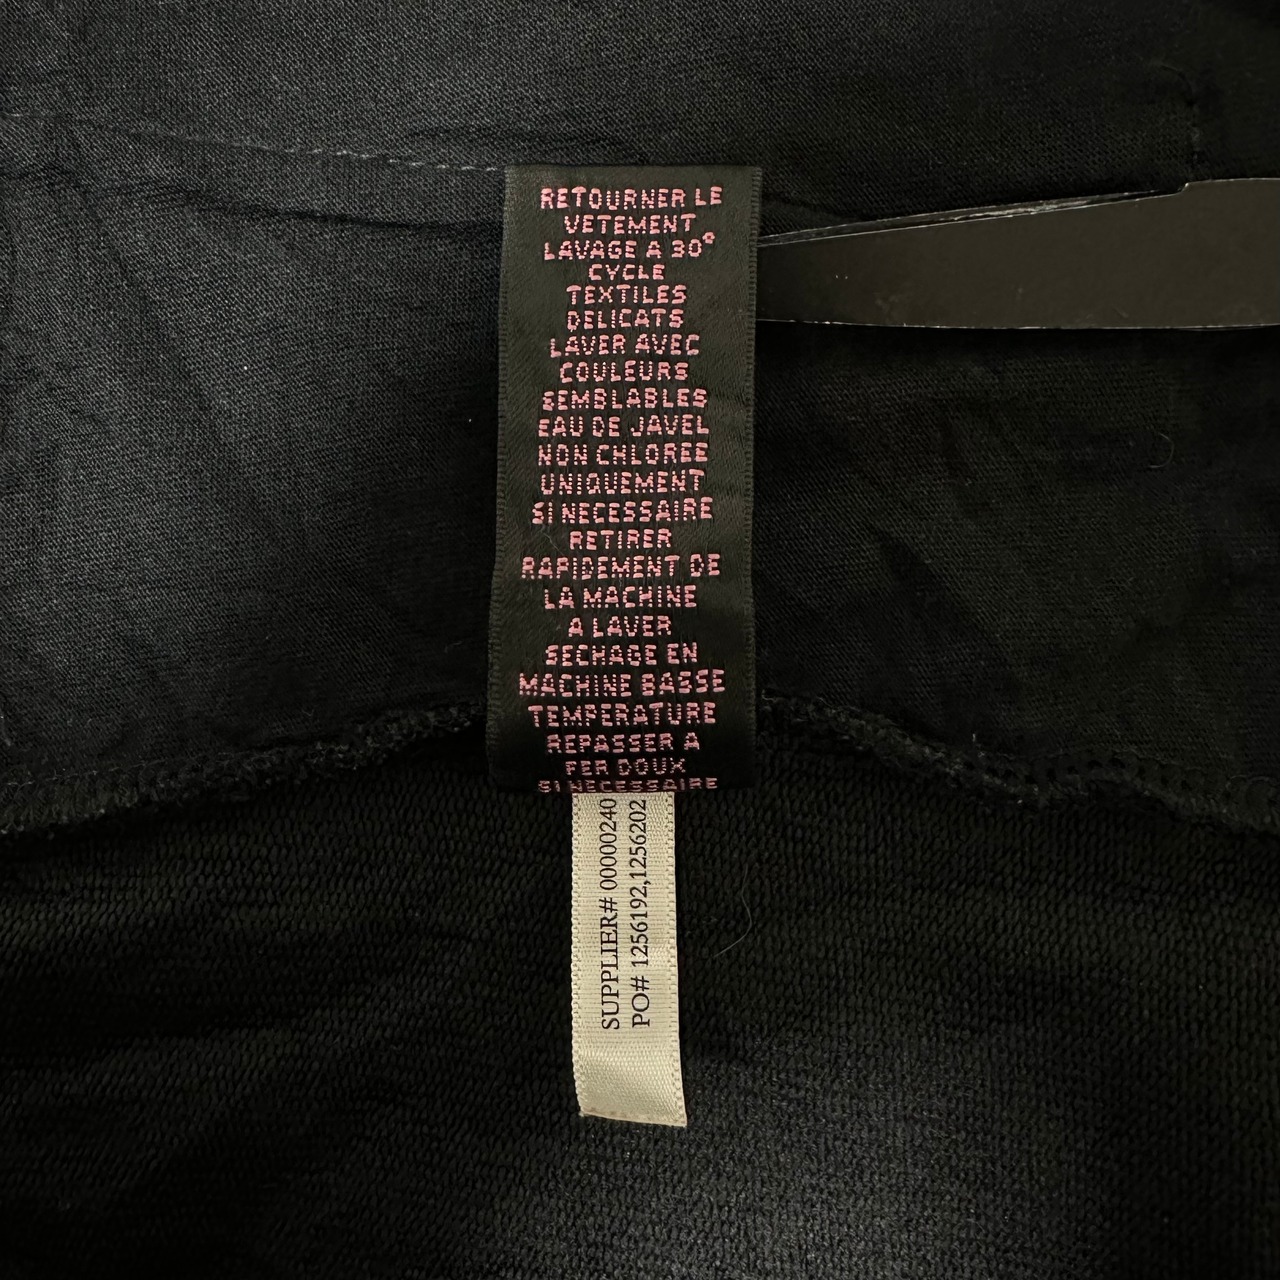 RETOURNER LE
VETEMENT
LAVAGE A 30°
CYCLE
TEXTILES
DELICATS
LAVER AVEC
COULEURS
SEMBLABLES
EAU DE JAVEL
NON CHLOREE
UNIQUEMENT
SI NECESSAIRE
RETIRER
RAPIDEMENT DE
LA MACHINE
A LAVER
SECHAGE EN
MACHINE BASSE
TEMPERATURE
REPASSER A
FER DOUX
SI NECESSAIRE
SUPPLIER# 00000240
PO# 1256192,1256202